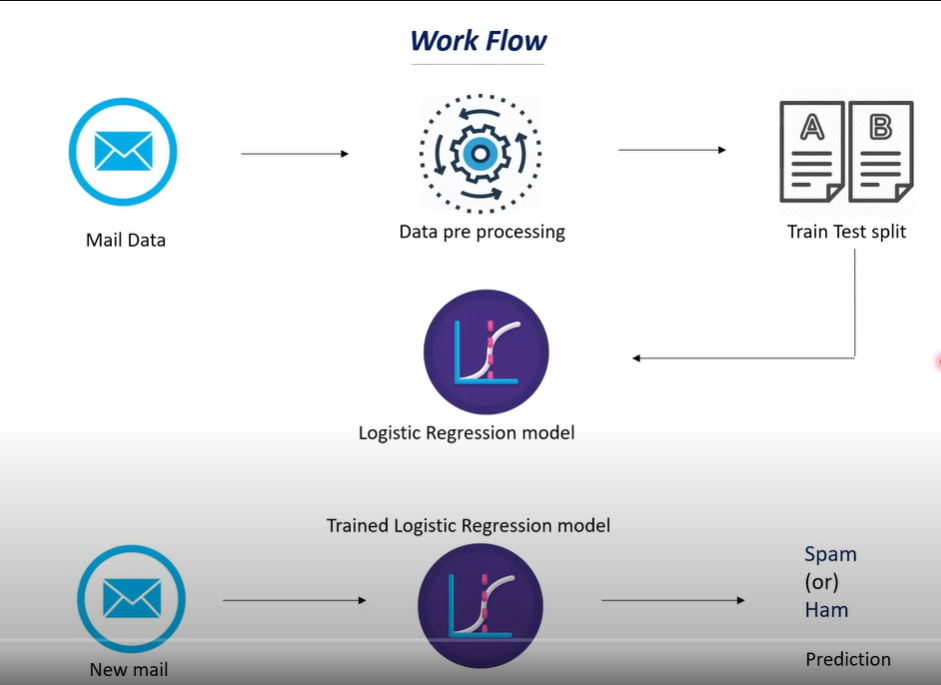 Work Flow
Mail Data
Data pre processing
A
B
Train Test split
Logistic Regression model
Trained Logistic Regression model
New mail
Spam
(or)
Ham
Prediction